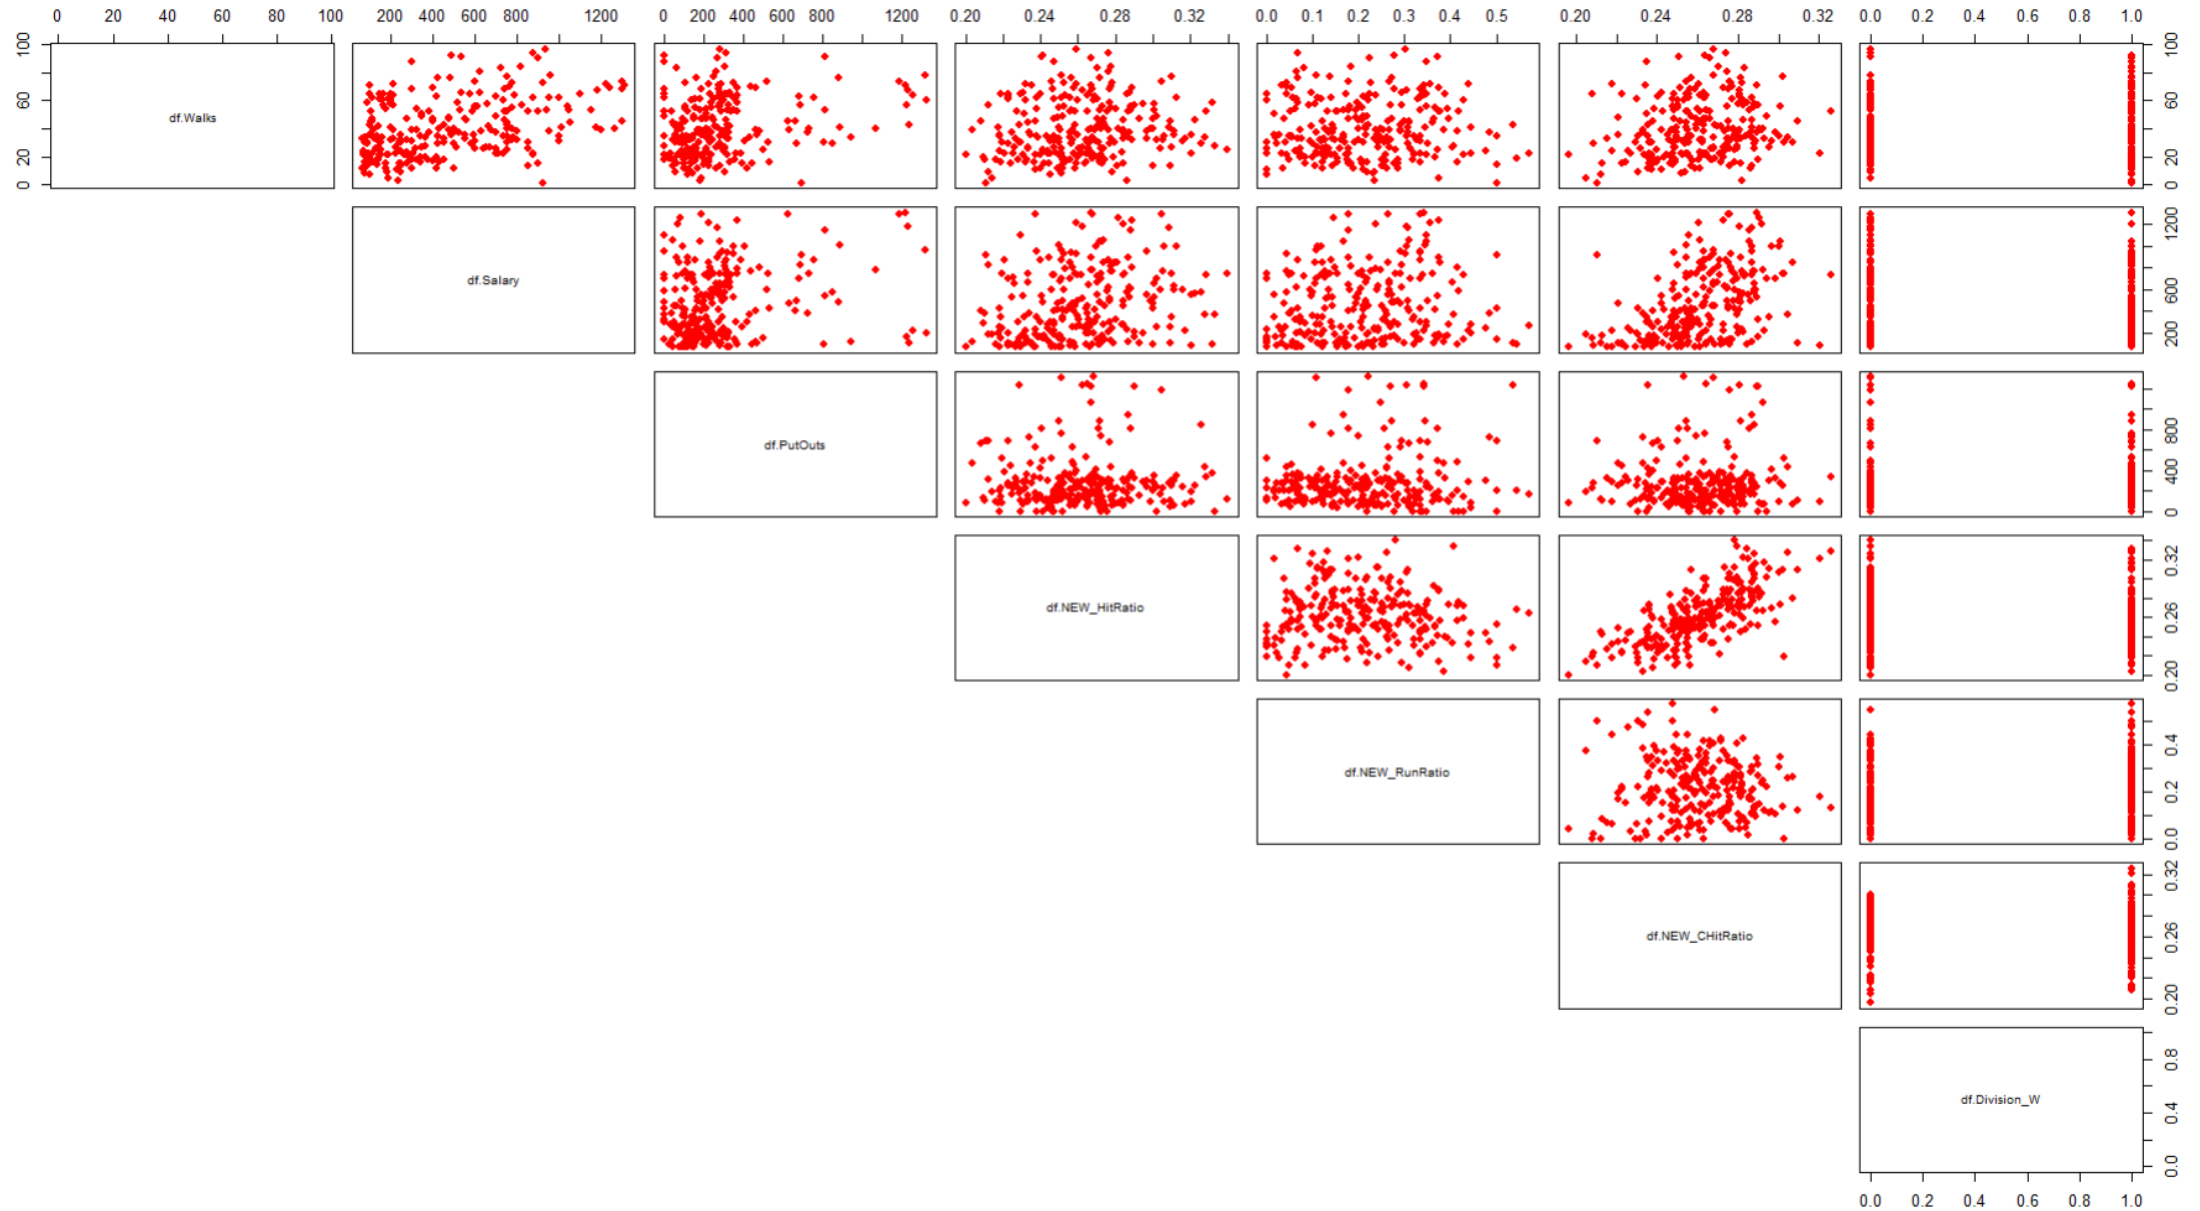 0 20 40 60 80 100 200 400 600 800 1200 0 200 400 600 800 1200 0.20 0.24 0.28 0.32 0.0 0.1 0.2 0.3 0.4 0.5 0.20 0.24 0.28 0.32 0.0 0.2 0.4 0.6 0.8 1.0
0 20 60 100
df.Walks
0 20 60 100
df.Salary
200 600 1200
df.PutOuts
0 400 800
df.NEW_HitRatio
0.20 0.26 0.32
df.NEW_RunRatio
0.0 0.2 0.4
df.NEW_CHitRatio
0.20 0.26 0.32
df.Division_W
0.0 0.4 0.8
0.0 0.2 0.4 0.6 0.8 1.0